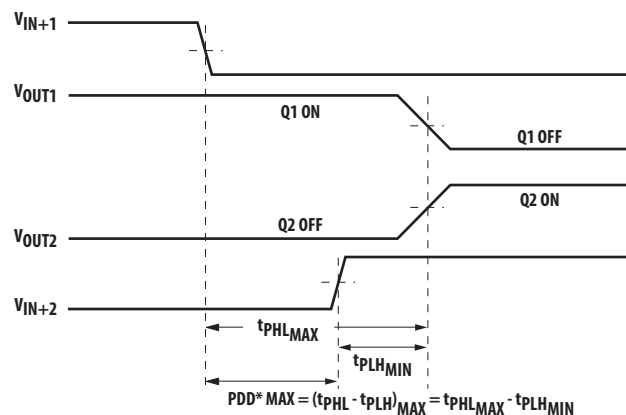 VIN+1
VOUT1
Q1 ON
Q1 OFF
Q2 ON
Q2 OFF
VOUT2
VIN+2
tPHLMAX
tPLHMIN
PDD* MAX = (tPHL - tPLH)MAX = tPHLMAX - tPLHMIN